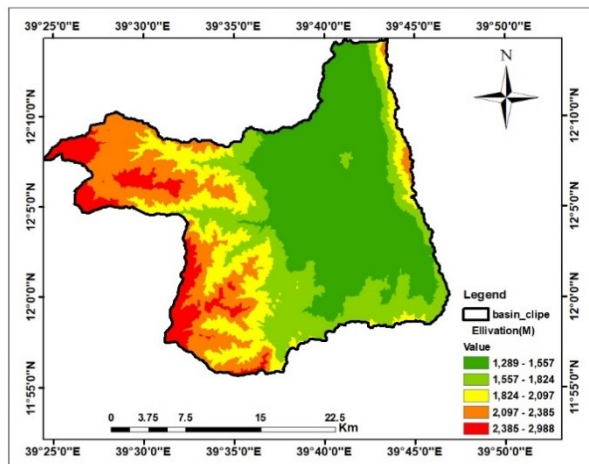 39°25'0"E 39°30'0"E 39°35'0"E 39°40'0"E 39°45'0"E 39°50'0"E
N
12°10'0"N 12°10'0"N
12°5'0"N 12°5'0"N
12°0'0"N 12°0'0"N
11°55'0"N 11°55'0"N
Legend
basin_clipe
Ellivation(M)
Value
1,289 - 1,557
1,557 - 1,824
1,824 - 2,097
2,097 - 2,385
2,385 - 2,988
0 3.75 7.5 15 22.5
Km
39°25'0"E 39°30'0"E 39°35'0"E 39°40'0"E 39°45'0"E 39°50'0"E